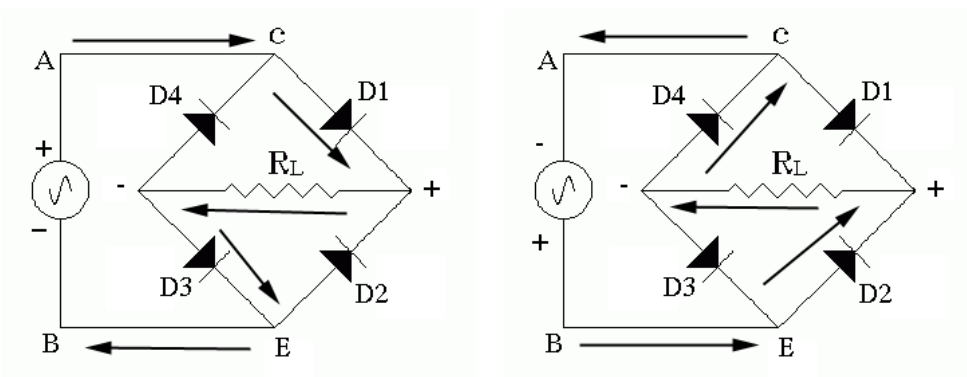 A
C
D4
D1
+
RL
-
+
−
D3
D2
B
E
A
C
D4
D1
-
RL
-
+
+
D3
D2
B
E